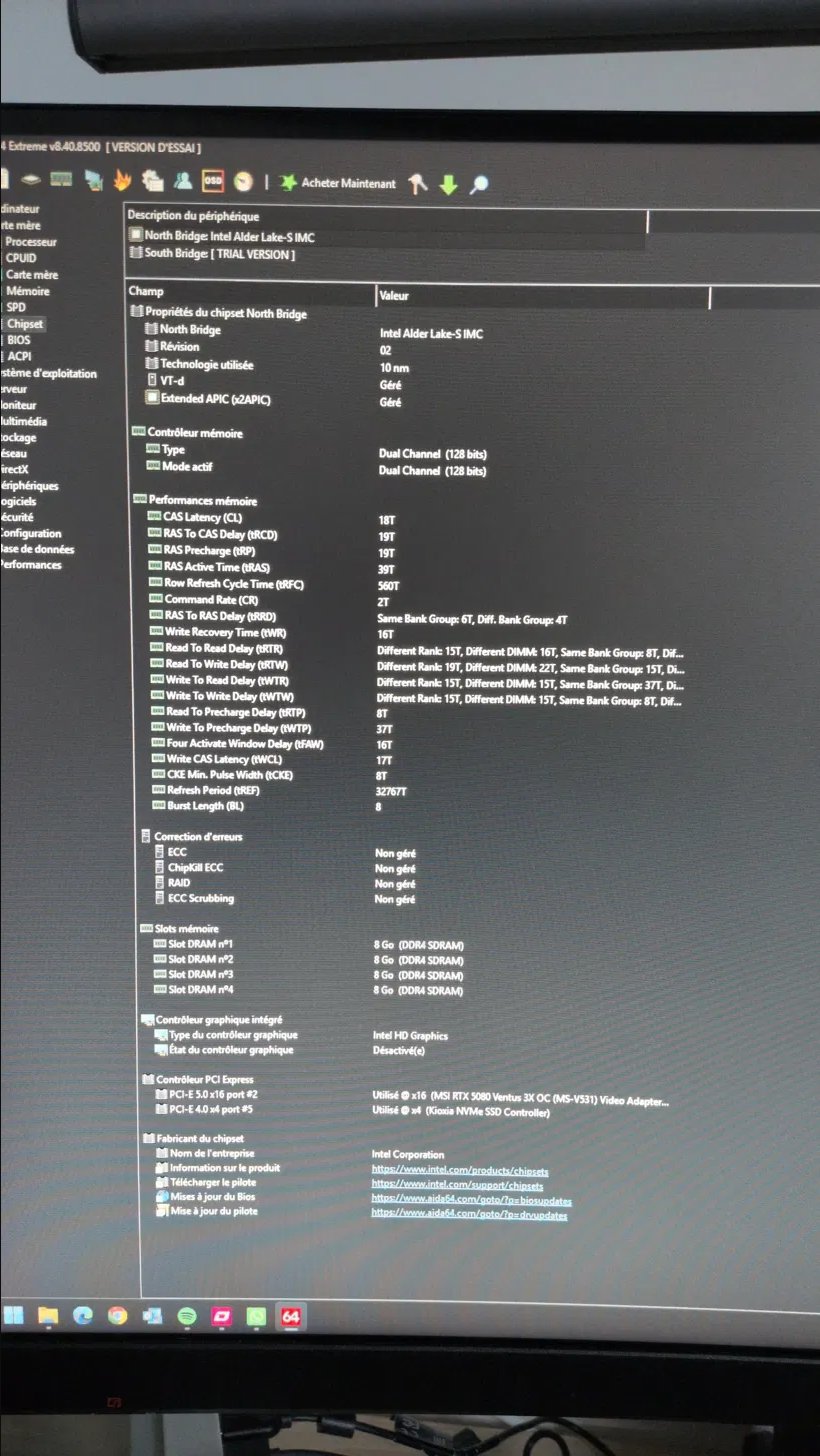 4 Extreme v8.40.8500 [ VERSION D'ESSAI ]
OSD
Acheter Maintenant
dinateur
rte mère
Processeur
CPUID
Carte mère
Mémoire
SPD
Chipset
BIOS
ACPI
stème d'exploitation
erveur
oniteur
ultimédia
ockage
éseau
irectX
ériphériques
ogiciels
écurité
onfiguration
ase de données
erformances
Description du périphérique
North Bridge: Intel Alder Lake-S IMC
South Bridge: [ TRIAL VERSION ]
Champ Valeur
Propriétés du chipset North Bridge
North Bridge Intel Alder Lake-S IMC
Révision 02
Technologie utilisée 10 nm
VT-d Géré
Extended APIC (x2APIC) Géré
Contrôleur mémoire
Type Dual Channel (128 bits)
Mode actif Dual Channel (128 bits)
Performances mémoire
CAS Latency (CL) 18T
RAS To CAS Delay (tRCD) 19T
RAS Precharge (tRP) 19T
RAS Active Time (tRAS) 39T
Row Refresh Cycle Time (tRFC) 560T
Command Rate (CR) 2T
RAS To RAS Delay (tRRD) Same Bank Group: 6T, Diff. Bank Group: 4T
Write Recovery Time (tWR) 16T
Read To Read Delay (tRTR) Different Rank: 15T, Different DIMM: 16T, Same Bank Group: 8T, Dif...
Read To Write Delay (tRTW) Different Rank: 19T, Different DIMM: 22T, Same Bank Group: 15T, Di...
Write To Read Delay (tWTR) Different Rank: 15T, Different DIMM: 15T, Same Bank Group: 37T, Di...
Write To Write Delay (tWTW) Different Rank: 15T, Different DIMM: 15T, Same Bank Group: 8T, Dif...
Read To Precharge Delay (tRTP) 8T
Write To Precharge Delay (tWTP) 37T
Four Activate Window Delay (tFAW) 16T
Write CAS Latency (tWCL) 17T
CKE Min. Pulse Width (tCKE) 8T
Refresh Period (tREF) 32767T
Burst Length (BL) 8
Correction d'erreurs
ECC Non géré
ChipKill ECC Non géré
RAID Non géré
ECC Scrubbing Non géré
Slots mémoire
Slot DRAM n°1 8 Go (DDR4 SDRAM)
Slot DRAM n°2 8 Go (DDR4 SDRAM)
Slot DRAM n°3 8 Go (DDR4 SDRAM)
Slot DRAM n°4 8 Go (DDR4 SDRAM)
Contrôleur graphique intégré
Type du contrôleur graphique Intel HD Graphics
État du contrôleur graphique Désactivé(e)
Contrôleur PCI Express
PCI-E 5.0 x16 port #2 Utilisé @ x16 (MSI RTX 5080 Ventus 3X OC (MS-V531) Video Adapter...
PCI-E 4.0 x4 port #5 Utilisé @ x4 (Kioxia NVMe SSD Controller)
Fabricant du chipset
Nom de l'entreprise Intel Corporation
Information sur le produit https://www.intel.com/products/chipsets
Télécharger le pilote https://www.intel.com/support/chipsets
Mises à jour du Bios https://www.aida64.com/goto/?p=biosupdates
Mise à jour du pilote https://www.aida64.com/goto/?p=drvupdates
64